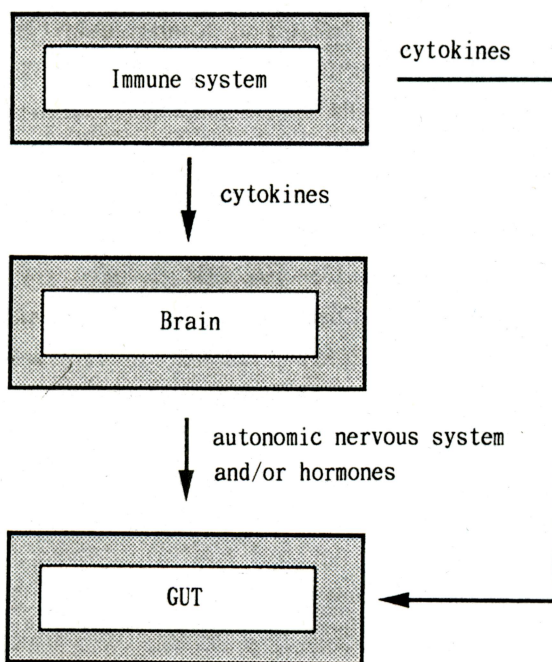 Immune system
cytokines
cytokines
Brain
autonomic nervous system
and/or hormones
GUT